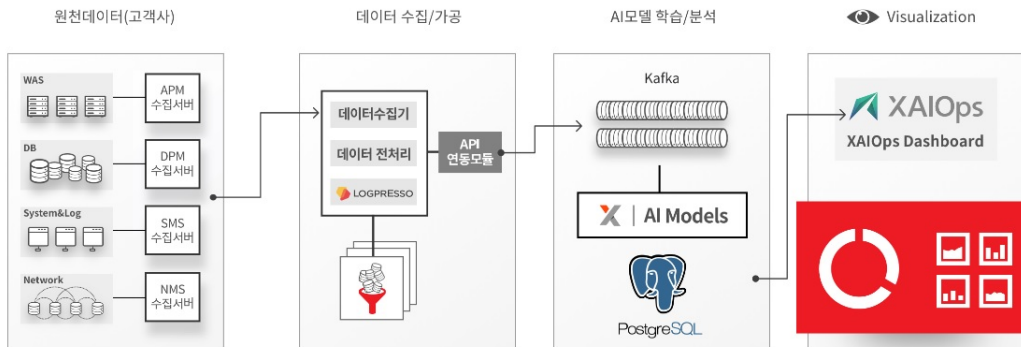 원천데이터(고객사)
데이터 수집/가공
AI모델 학습/분석
Visualization
WAS
APM
수집서버
DB
DPM
수집서버
System&Log
SMS
수집서버
Network
NMS
수집서버
데이터수집기
데이터 전처리
LOGPRESSO
API
연동모듈
Kafka
X | AI Models
PostgreSQL
XAIOps
XAIOps Dashboard